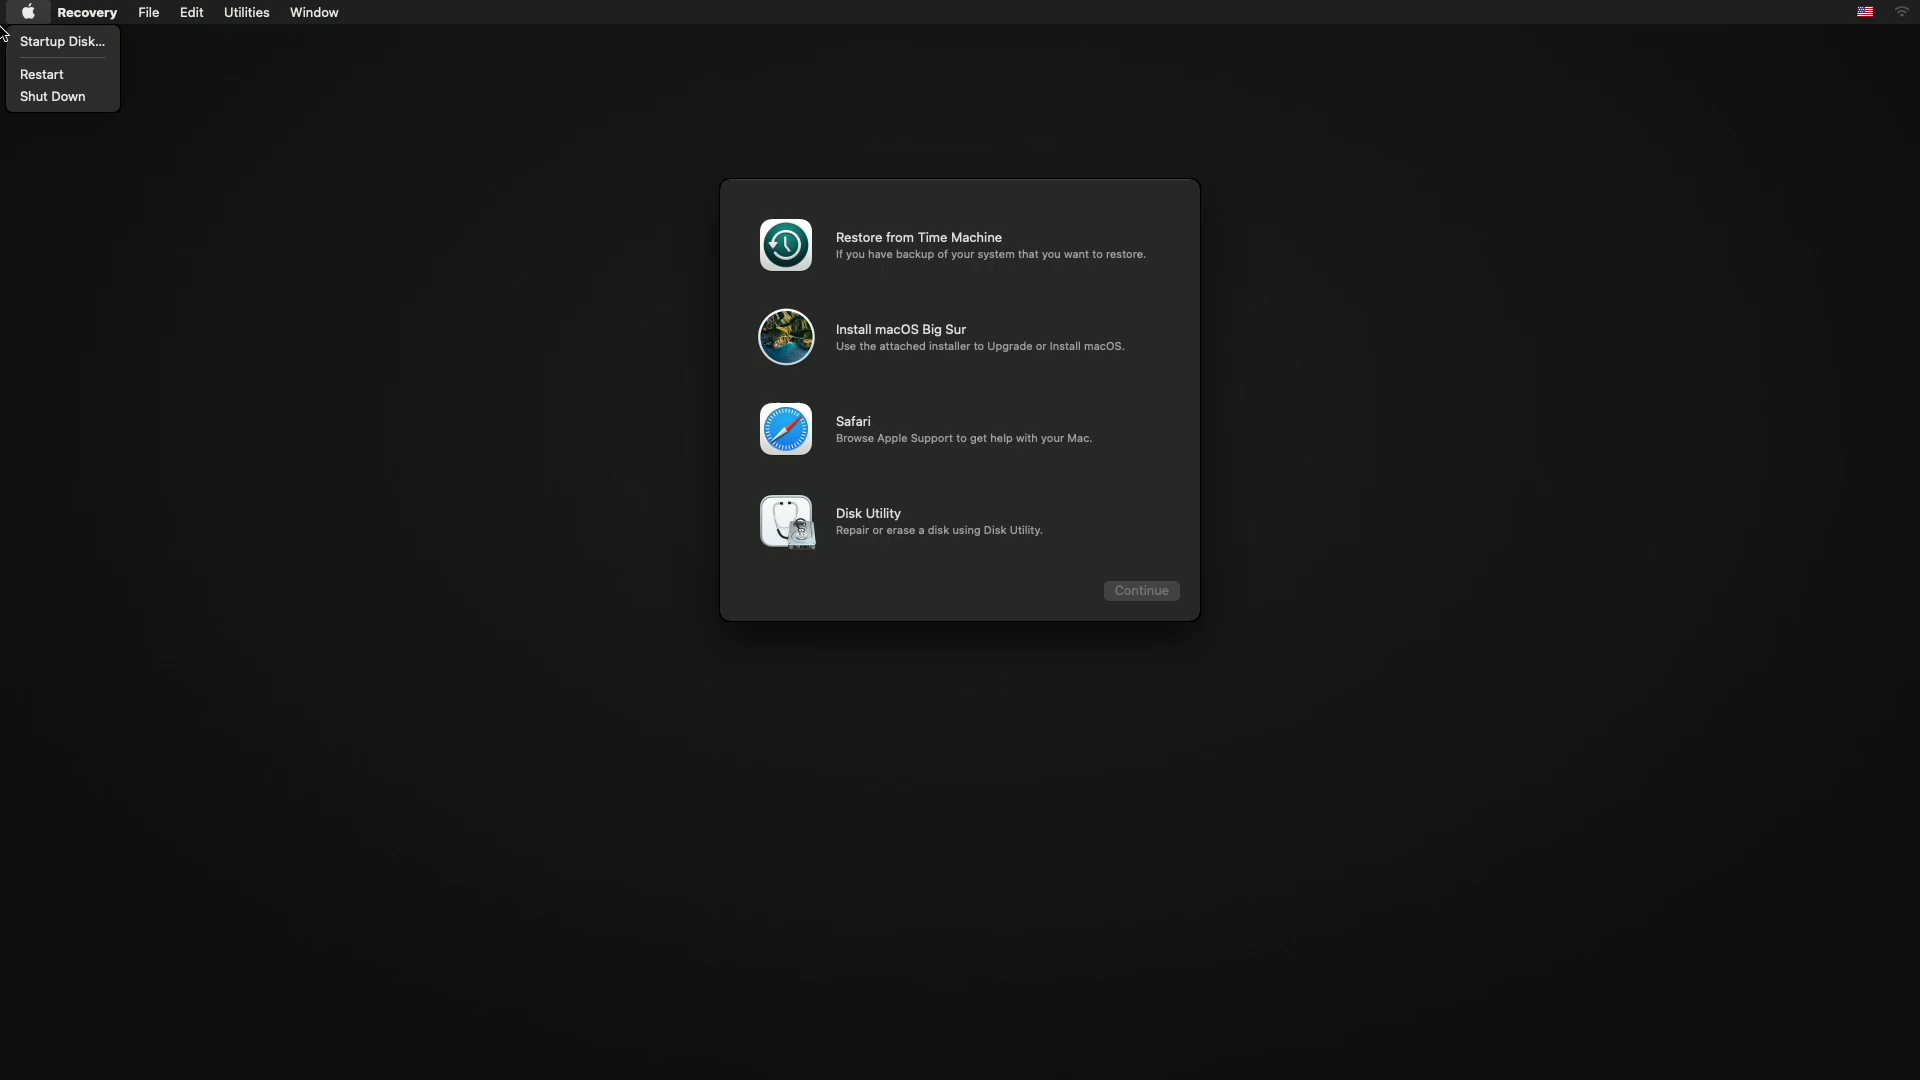 Recovery File Edit Utilities Window
Startup Disk...
Restart
Shut Down
Restore from Time Machine
If you have backup of your system that you want to restore.
Install macOS Big Sur
Use the attached installer to Upgrade or Install macOS.
Safari
Browse Apple Support to get help with your Mac.
Disk Utility
Repair or erase a disk using Disk Utility.
Continue